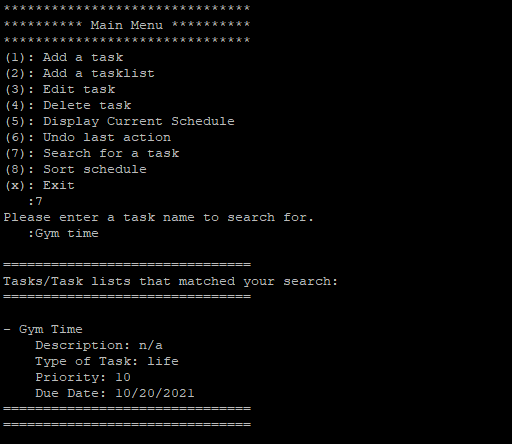 *******************************
********** Main Menu **********
*******************************
(1): Add a task
(2): Add a tasklist
(3): Edit task
(4): Delete task
(5): Display Current Schedule
(6): Undo last action
(7): Search for a task
(8): Sort schedule
(x): Exit
   :7
Please enter a task name to search for.
   :Gym time

===============================
Tasks/Task lists that matched your search:
===============================

- Gym Time
    Description: n/a
    Type of Task: life
    Priority: 10
    Due Date: 10/20/2021
===============================
===============================